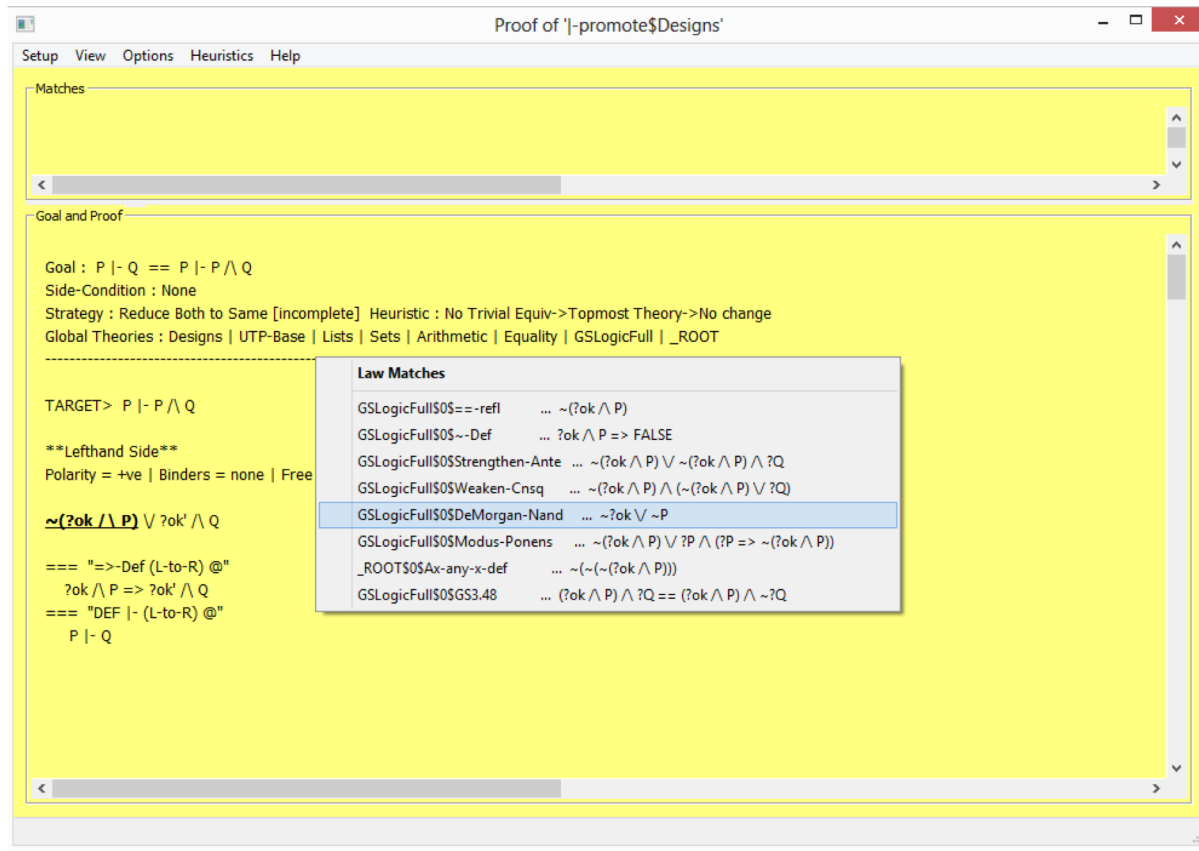 Proof of '|-promote$Designs'
Setup View Options Heuristics Help
Matches
Goal and Proof
Goal : P |- Q == P |- P /\ Q
Side-Condition : None
Strategy : Reduce Both to Same [incomplete] Heuristic : No Trivial Equiv->Topmost Theory->No change
Global Theories : Designs | UTP-Base | Lists | Sets | Arithmetic | Equality | GSLogicFull | _ROOT
TARGET> P |- P /\ Q
**Lefthand Side**
Polarity = +ve | Binders = none | Free
~(?ok /\ P) \/ ?ok' /\ Q
=== "=>-Def (L-to-R) @"
?ok /\ P => ?ok' /\ Q
=== "DEF |- (L-to-R) @"
P |- Q
Law Matches
GSLogicFull$0$==-refl ... ~(?ok /\ P)
GSLogicFull$0$~-Def ... ?ok /\ P => FALSE
GSLogicFull$0$Strengthen-Ante ... ~(?ok /\ P) \/ ~(?ok /\ P) /\ ?Q
GSLogicFull$0$Weaken-Cnsq ... ~(?ok /\ P) /\ (~(?ok /\ P) \/ ?Q)
GSLogicFull$0$DeMorgan-Nand ... ~?ok \/ ~P
GSLogicFull$0$Modus-Ponens ... ~(?ok /\ P) \/ ?P /\ (?P => ~(?ok /\ P))
_ROOT$0$Ax-any-x-def ... ~(~(~(?ok /\ P)))
GSLogicFull$0$GS3.48 ... (?ok /\ P) /\ ?Q == (?ok /\ P) /\ ~?Q